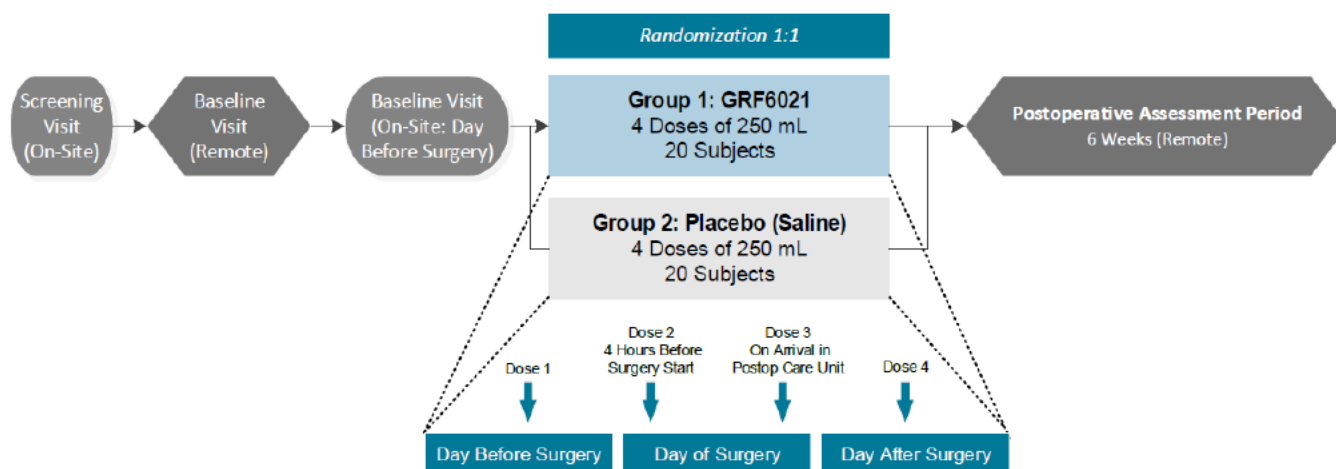 Randomization 1:1
Screening
Visit
(On-Site)
Baseline
Visit
(Remote)
Baseline Visit
(On-Site: Day
Before Surgery)
Group 1: GRF6021
4 Doses of 250 mL
20 Subjects
Postoperative Assessment Period
6 Weeks (Remote)
Group 2: Placebo (Saline)
4 Doses of 250 mL
20 Subjects
Dose 1
Dose 2
4 Hours Before
Surgery Start
Dose 3
On Arrival in
Postop Care Unit
Dose 4
Day Before Surgery
Day of Surgery
Day After Surgery